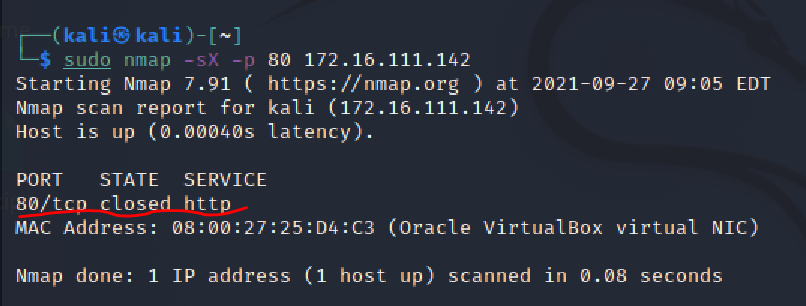 ┌──(kali㉿kali)-[~]
└─$ sudo nmap -sX -p 80 172.16.111.142
Starting Nmap 7.91 ( https://nmap.org ) at 2021-09-27 09:05 EDT
Nmap scan report for kali (172.16.111.142)
Host is up (0.00040s latency).
PORT   STATE  SERVICE
80/tcp closed http
MAC Address: 08:00:27:25:D4:C3 (Oracle VirtualBox virtual NIC)
Nmap done: 1 IP address (1 host up) scanned in 0.08 seconds